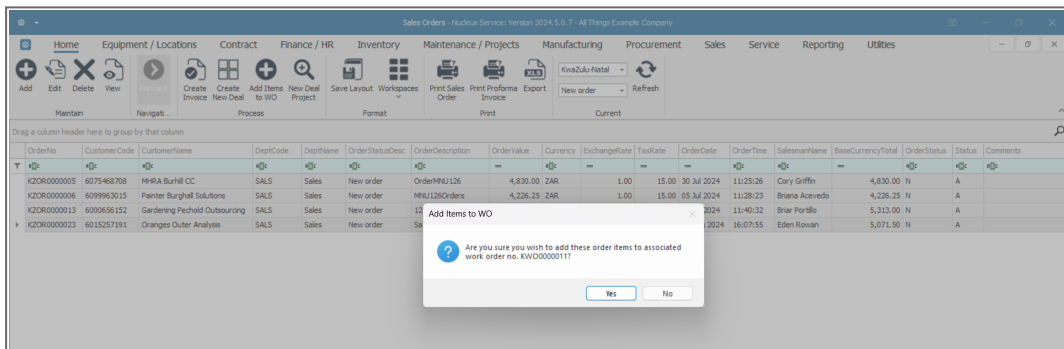 Sales Orders - Nucleus Service: Version 2024.5.0.7 - All Things Example Company
Home Equipment / Locations Contract Finance / HR Inventory Maintenance / Projects Manufacturing Procurement Sales Service Reporting Utilities
Add Edit Delete View Forward Create Invoice Create New Deal Add Items to WO New Deal Project Save Layout Workspaces Print Sales Order Print Proforma Invoice Export KwaZulu-Natal New order Refresh
Maintain Navigati... Process Format Print Current
Drag a column header here to group by that column
OrderNo CustomerCode CustomerName DeptCode DeptName OrderStatusDesc OrderDescription OrderValue Currency ExchangeRate TaxRate OrderDate OrderTime SalesmanName BaseCurrencyTotal OrderStatus Status Comments
KZOR0000005 6075468708 MHRA Burhill CC SALS Sales New order OrderMNU126 4,830.00 ZAR 1.00 15.00 30 Jul 2024 11:25:26 Cory Griffin 4,830.00 N A
KZOR0000006 6099963015 Painter Burghall Solutions SALS Sales New order MNU126Orders 4,226.25 ZAR 1.00 15.00 05 Jul 2024 11:28:23 Briana Acevedo 4,226.25 N A
KZOR0000013 6000656152 Gardening Pechold Outsourcing SALS Sales New order 12 2024 11:40:32 Briar Portillo 5,313.00 N A
KZOR0000023 6015257191 Oranges Outer Analysis SALS Sales New order Sa 2024 16:07:55 Eden Rowan 5,071.50 N A
Add Items to WO
Are you sure you wish to add these order items to associated
work order no. KWO0000011?
Yes No